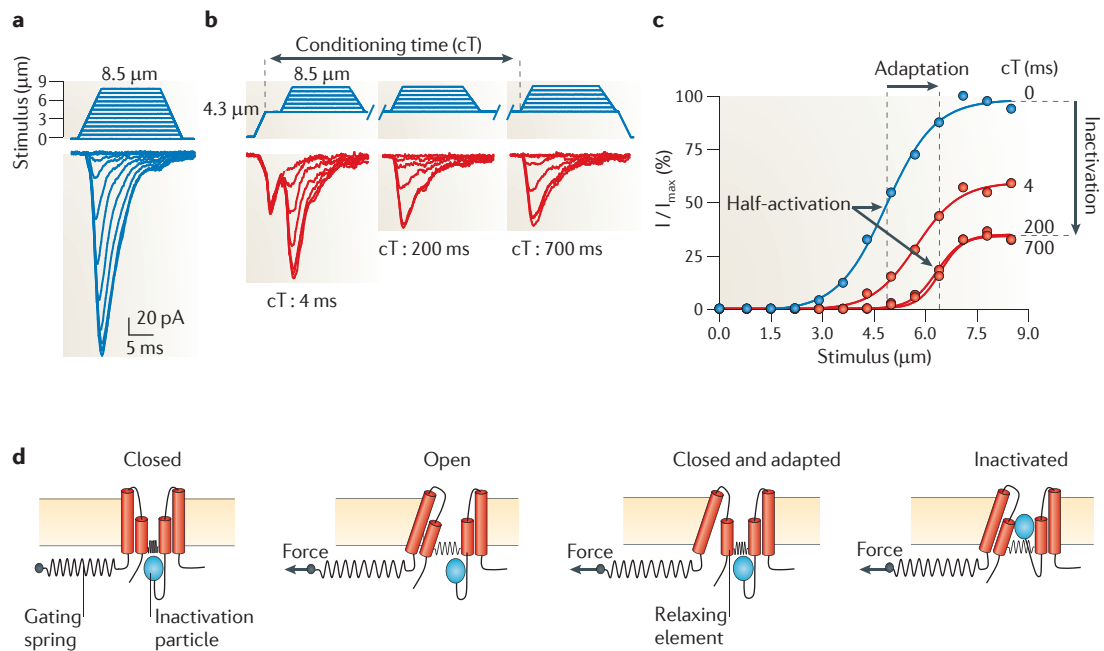 a
8.5 μm
Stimulus (μm)
9
6
3
0
20 pA
5 ms
b
Conditioning time (cT)
8.5 μm
4.3 μm
cT : 4 ms
cT : 200 ms
cT : 700 ms
c
Adaptation
cT (ms)
0
4
200
700
Inactivation
Half-activation
I / Imax (%)
100
75
50
25
0
0.0 1.5 2.9 4.5 6.0 7.5 9.0
Stimulus (μm)
d
Closed
Open
Closed and adapted
Inactivated
Force
Force
Force
Gating
spring
Inactivation
particle
Relaxing
element